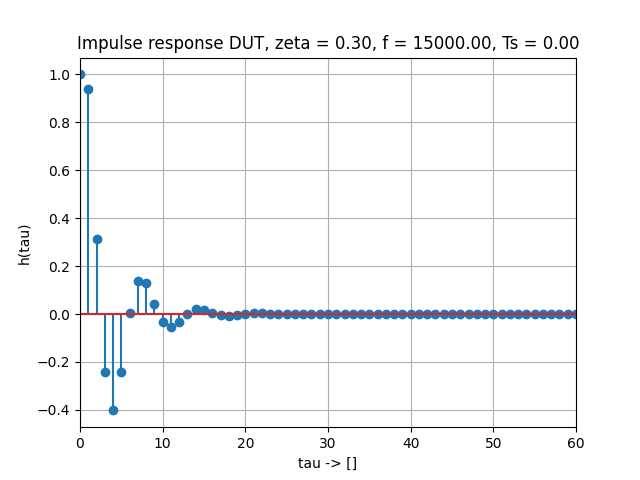 Impulse response DUT, zeta = 0.30, f = 15000.00, Ts = 0.00
1.0
0.8
0.6
0.4
0.2
0.0
−0.2
−0.4
h(tau)
0 10 20 30 40 50 60
tau -> []